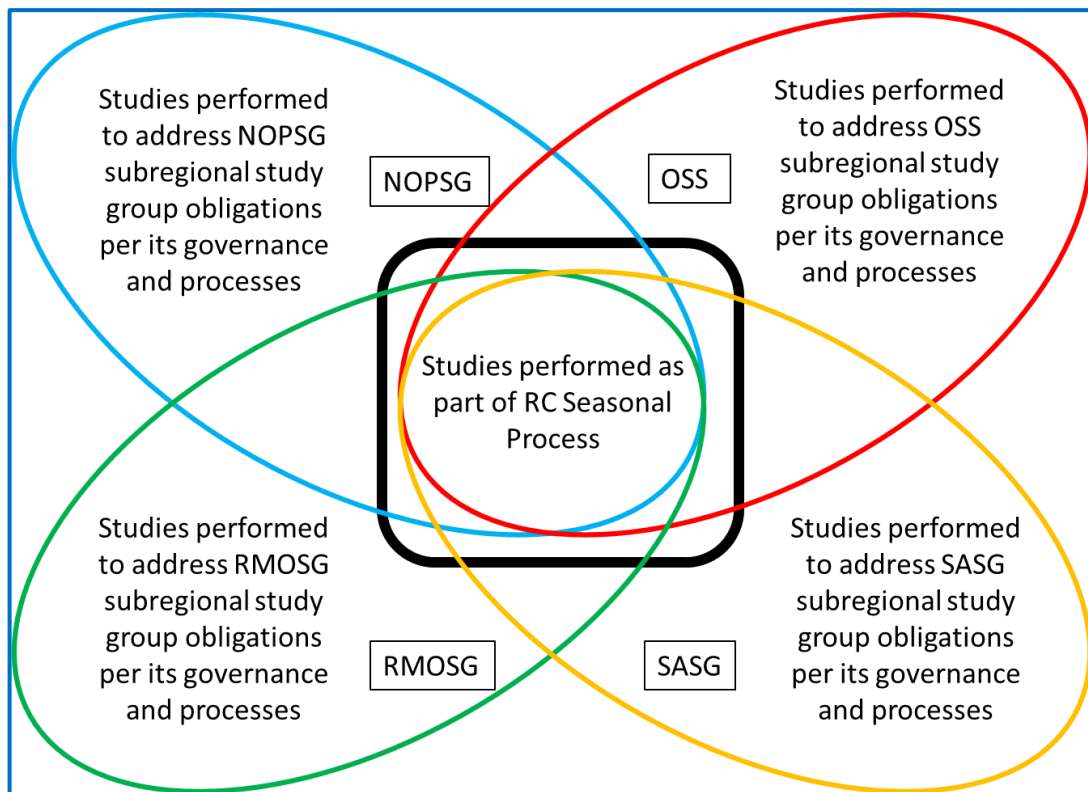 Studies performed
to address NOPSG
subregional study
group obligations
per its governance
and processes
NOPSG
OSS
Studies performed
to address OSS
subregional study
group obligations
per its governance
and processes
Studies performed as
part of RC Seasonal
Process
Studies performed
to address RMOSG
subregional study
group obligations
per its governance
and processes
RMOSG
SASG
Studies performed
to address SASG
subregional study
group obligations
per its governance
and processes